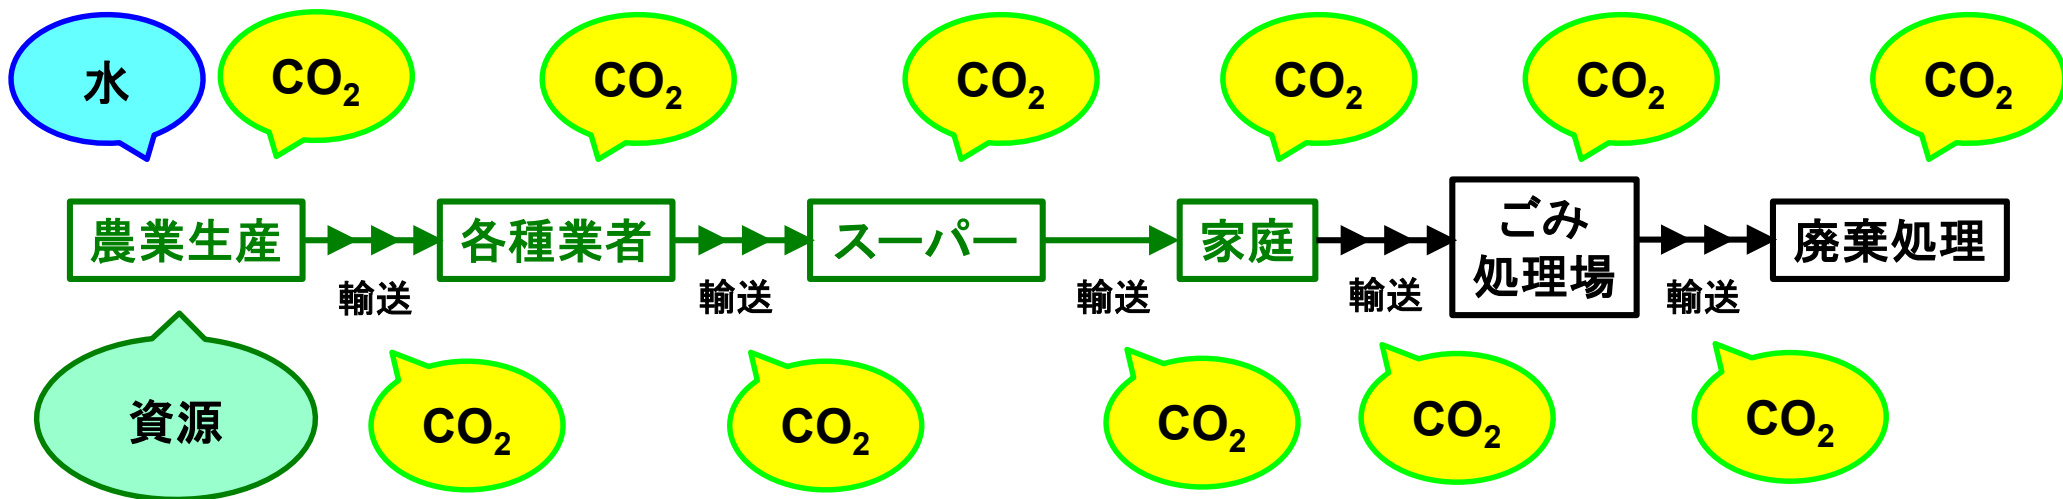 水
CO₂
CO₂
CO₂
CO₂
CO₂
CO₂
農業生産
各種業者
スーパー
家庭
ごみ
処理場
廃棄処理
輸送
輸送
輸送
輸送
輸送
資源
CO₂
CO₂
CO₂
CO₂
CO₂